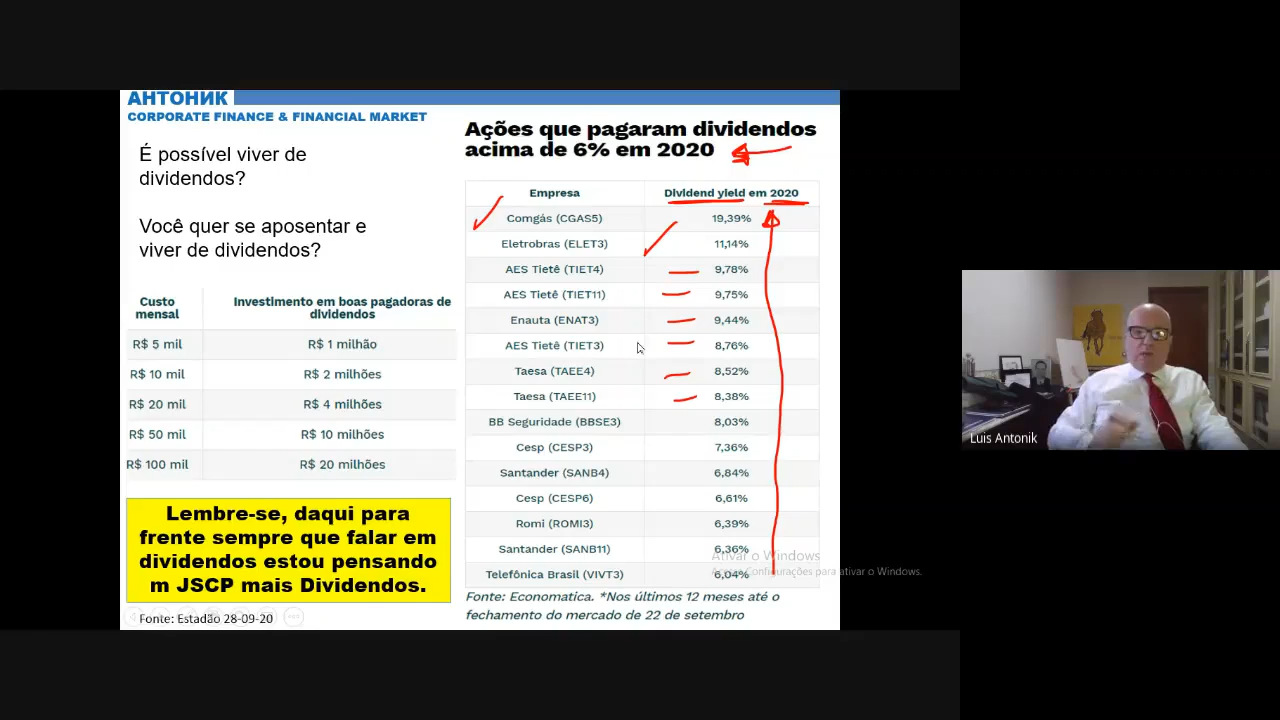 АНТОНИК
CORPORATE FINANCE & FINANCIAL MARKET
É possível viver de
dividendos?
Você quer se aposentar e
viver de dividendos?
Custo
mensal
Investimento em boas pagadoras de
dividendos
R$ 5 mil
R$ 1 milhão
R$ 10 mil
R$ 2 milhões
R$ 20 mil
R$ 4 milhões
R$ 50 mil
R$ 10 milhões
R$ 100 mil
R$ 20 milhões
Lembre-se, daqui para
frente sempre que falar em
dividendos estou pensando
m JSCP mais Dividendos.
Fonte: Estadão 28-09-20
Ações que pagaram dividendos
acima de 6% em 2020
Empresa
Dividend yield em 2020
Comgás (CGAS5)
19,39%
Eletrobras (ELET3)
11,14%
AES Tietê (TIET4)
9,78%
AES Tietê (TIET11)
9,75%
Enauta (ENAT3)
9,44%
AES Tietê (TIET3)
8,76%
Taesa (TAEE4)
8,52%
Taesa (TAEE11)
8,38%
BB Seguridade (BBSE3)
8,03%
Cesp (CESP3)
7,36%
Santander (SANB4)
6,84%
Cesp (CESP6)
6,61%
Romi (ROMI3)
6,39%
Santander (SANB11)
6,36%
Telefônica Brasil (VIVT3)
6,04%
Fonte: Economatica. *Nos últimos 12 meses até o
fechamento do mercado de 22 de setembro
Ativar o Windows
Acesse Configurações para ativar o Windows.
Luis Antonik